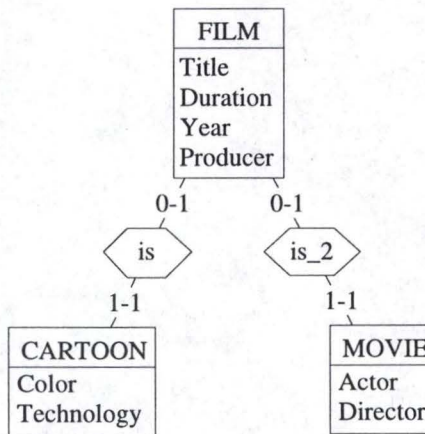 FILM
Title
Duration
Year
Producer
0-1 0-1
is is_2
1-1 1-1
CARTOON MOVIE
Color Actor
Technology Director